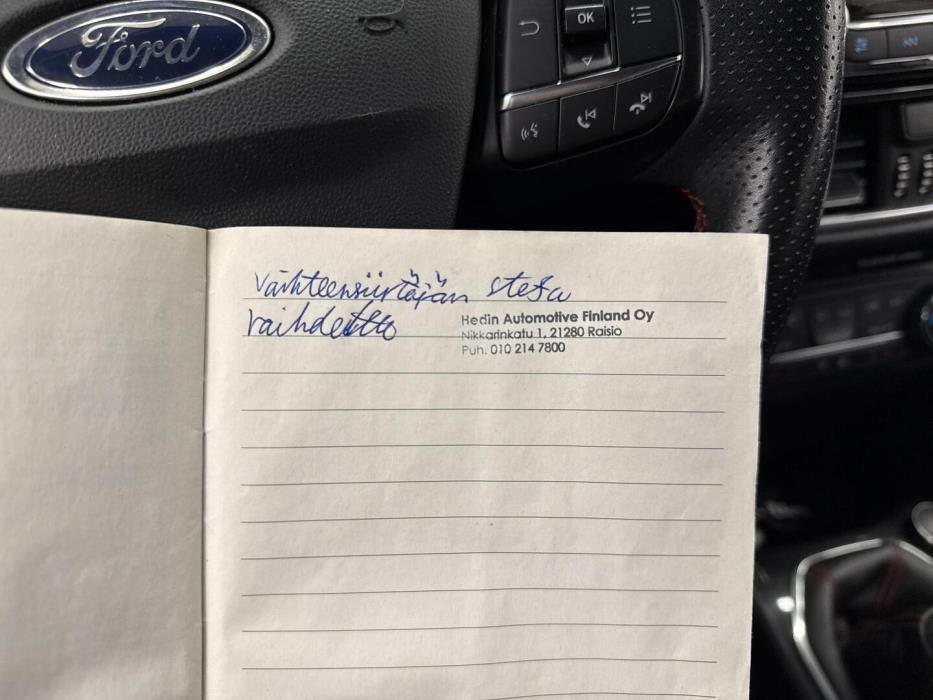 Ford
OK
Vaihteensiirtäjän
vaihdettu
Hedin Automotive Finland Oy
Nikkarinkatu 1, 21280 Raisio
Puh. 010 214 7800